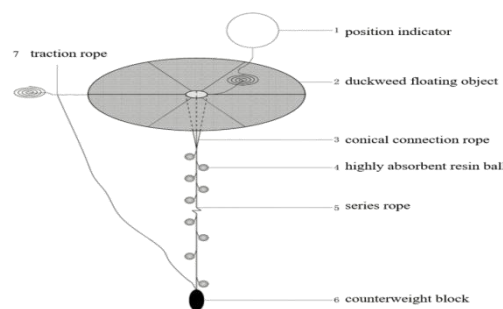 1 position indicator
7 traction rope
2 duckweed floating object
3 conical connection rope
4 highly absorbent resin ball
5 series rope
6 counterweight block